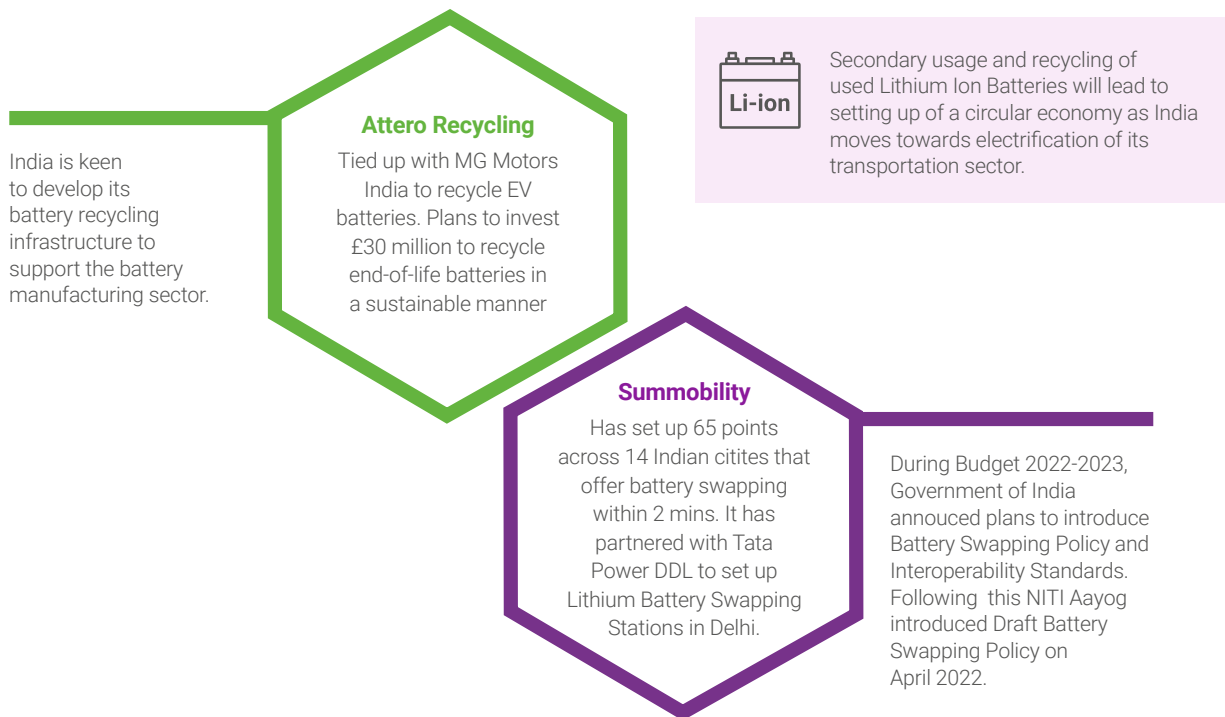 India is keen
to develop its
battery recycling
infrastructure to
support the battery
manufacturing sector.
Attero Recycling
Tied up with MG Motors
India to recycle EV
batteries. Plans to invest
£30 million to recycle
end-of-life batteries in
a sustainable manner
Li-ion
Secondary usage and recycling of
used Lithium Ion Batteries will lead to
setting up of a circular economy as India
moves towards electrification of its
transportation sector.
Summobility
Has set up 65 points
across 14 Indian citites that
offer battery swapping
within 2 mins. It has
partnered with Tata
Power DDL to set up
Lithium Battery Swapping
Stations in Delhi.
During Budget 2022-2023,
Government of India
annouced plans to introduce
Battery Swapping Policy and
Interoperability Standards.
Following this NITI Aayog
introduced Draft Battery
Swapping Policy on
April 2022.